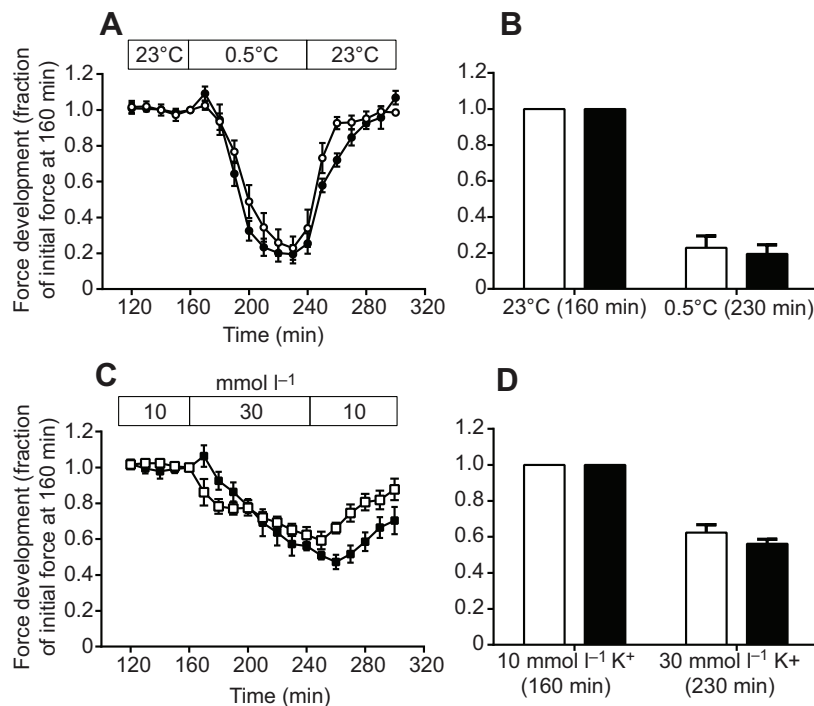 A
23°C 0.5°C 23°C
Force development (fraction
of initial force at 160 min)
1.2
1.0
0.8
0.6
0.4
0.2
0
120 160 200 240 280 320
Time (min)
B
1.2
1.0
0.8
0.6
0.4
0.2
0
23°C (160 min) 0.5°C (230 min)
C
mmol l−1
10 30 10
Force development (fraction
of initial force at 160 min)
1.2
1.0
0.8
0.6
0.4
0.2
0
120 160 200 240 280 320
Time (min)
D
1.2
1.0
0.8
0.6
0.4
0.2
0
10 mmol l−1 K+ 30 mmol l−1 K+
(160 min) (230 min)